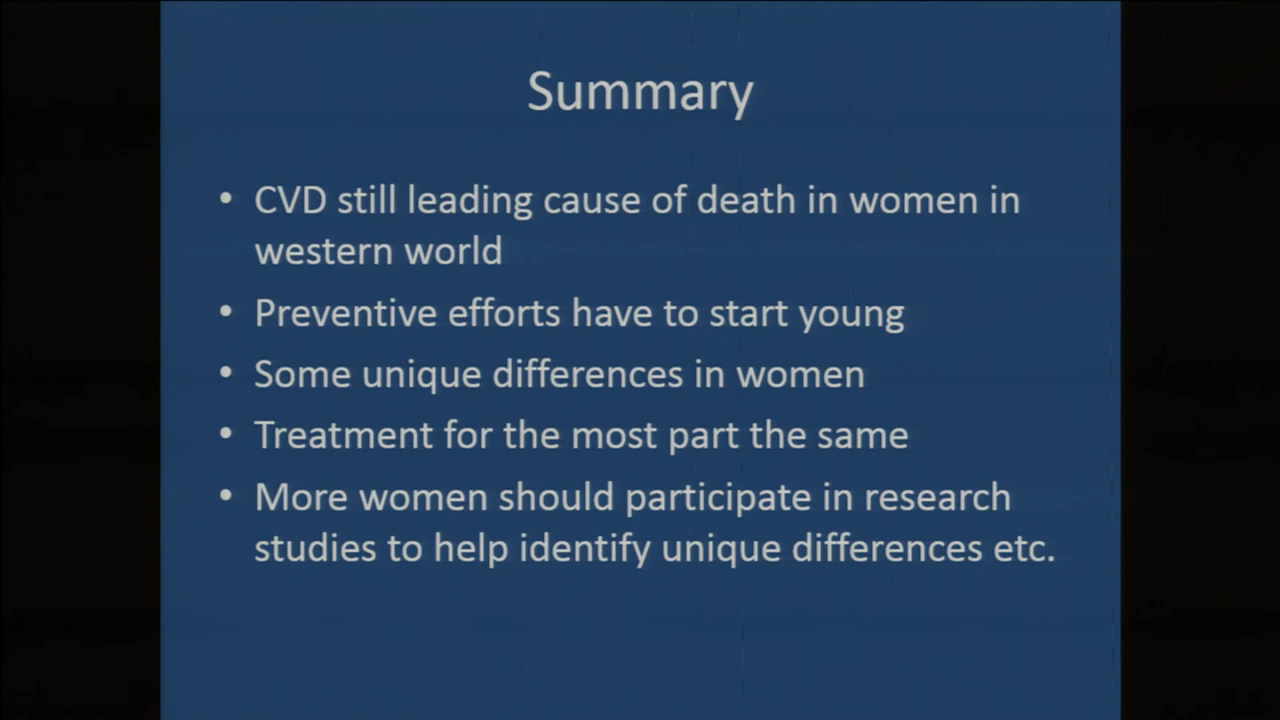 Summary
• CVD still leading cause of death in women in
western world
• Preventive efforts have to start young
• Some unique differences in women
• Treatment for the most part the same
• More women should participate in research
studies to help identify unique differences etc.